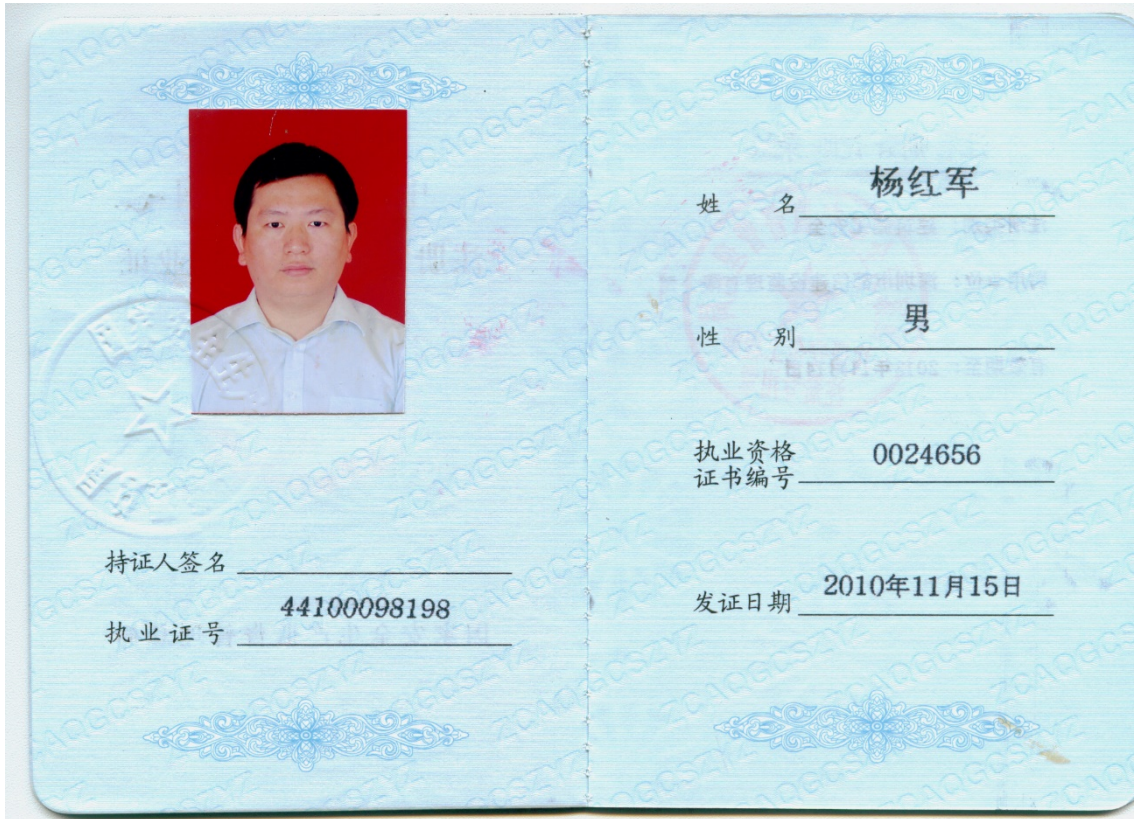 持证人签名
执业证号 44100098198
姓名 杨红军
性别 男
执业资格
证书编号 0024656
发证日期 2010年11月15日
ZCAQGCSZYZ